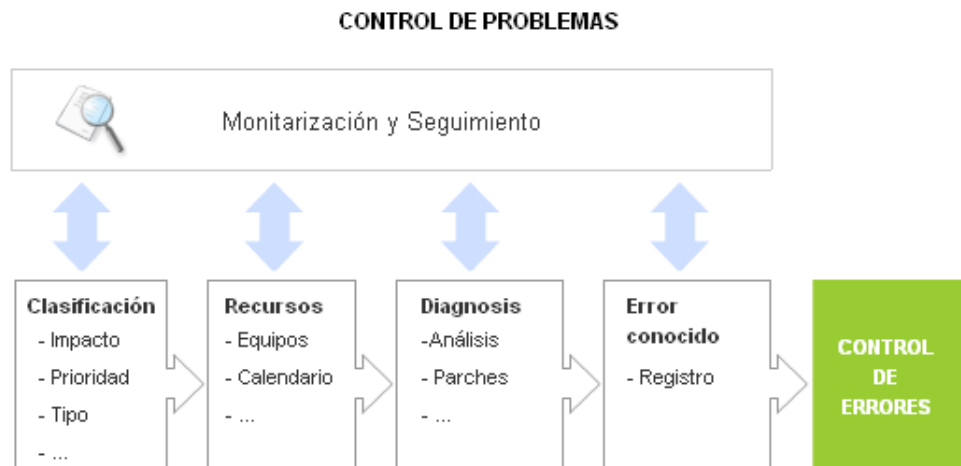 CONTROL DE PROBLEMAS
Monitarización y Seguimiento
Clasificación
- Impacto
- Prioridad
- Tipo
- ...
Recursos
- Equipos
- Calendario
- ...
Diagnosis
-Análisis
- Parches
- ...
Error
conocido
- Registro
CONTROL
DE
ERRORES